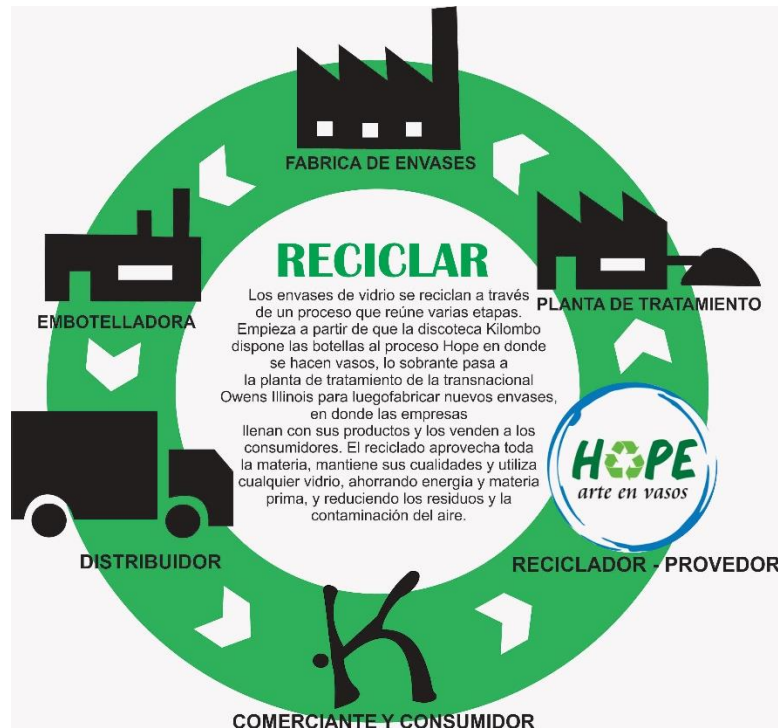 FABRICA DE ENVASES
RECICLAR
Los envases de vidrio se reciclan a través
de un proceso que reúne varias etapas.
Empieza a partir de que la discoteca Kilombo
dispone las botellas al proceso Hope en donde
se hacen vasos, lo sobrante pasa a
la planta de tratamiento de la transnacional
Owens Illinois para luegofabricar nuevos envases,
en donde las empresas
llenan con sus productos y los venden a los
consumidores. El reciclado aprovecha toda
la materia, mantiene sus cualidades y utiliza
cualquier vidrio, ahorrando energía y materia
prima, y reduciendo los residuos y la
contaminación del aire.
EMBOTELLADORA
PLANTA DE TRATAMIENTO
HOPE
arte en vasos
DISTRIBUIDOR
RECICLADOR - PROVEDOR
.K
COMERCIANTE Y CONSUMIDOR